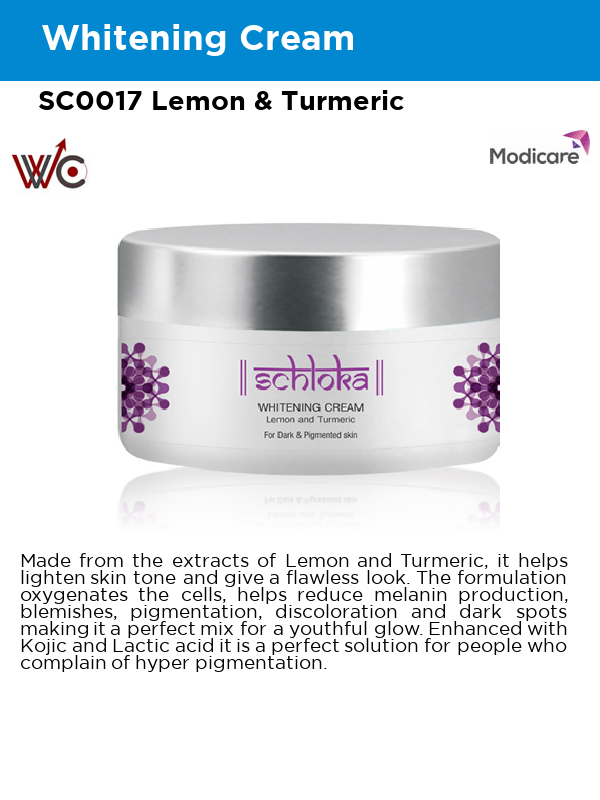 Whitening Cream
SC0017 Lemon & Turmeric
WC
Modicare
schloka
WHITENING CREAM
Lemon and Turmeric
For Dark & Pigmented skin
Made from the extracts of Lemon and Turmeric, it helps
lighten skin tone and give a flawless look. The formulation
oxygenates the cells, helps reduce melanin production,
blemishes, pigmentation, discoloration and dark spots
making it a perfect mix for a youthful glow. Enhanced with
Kojic and Lactic acid it is a perfect solution for people who
complain of hyper pigmentation.